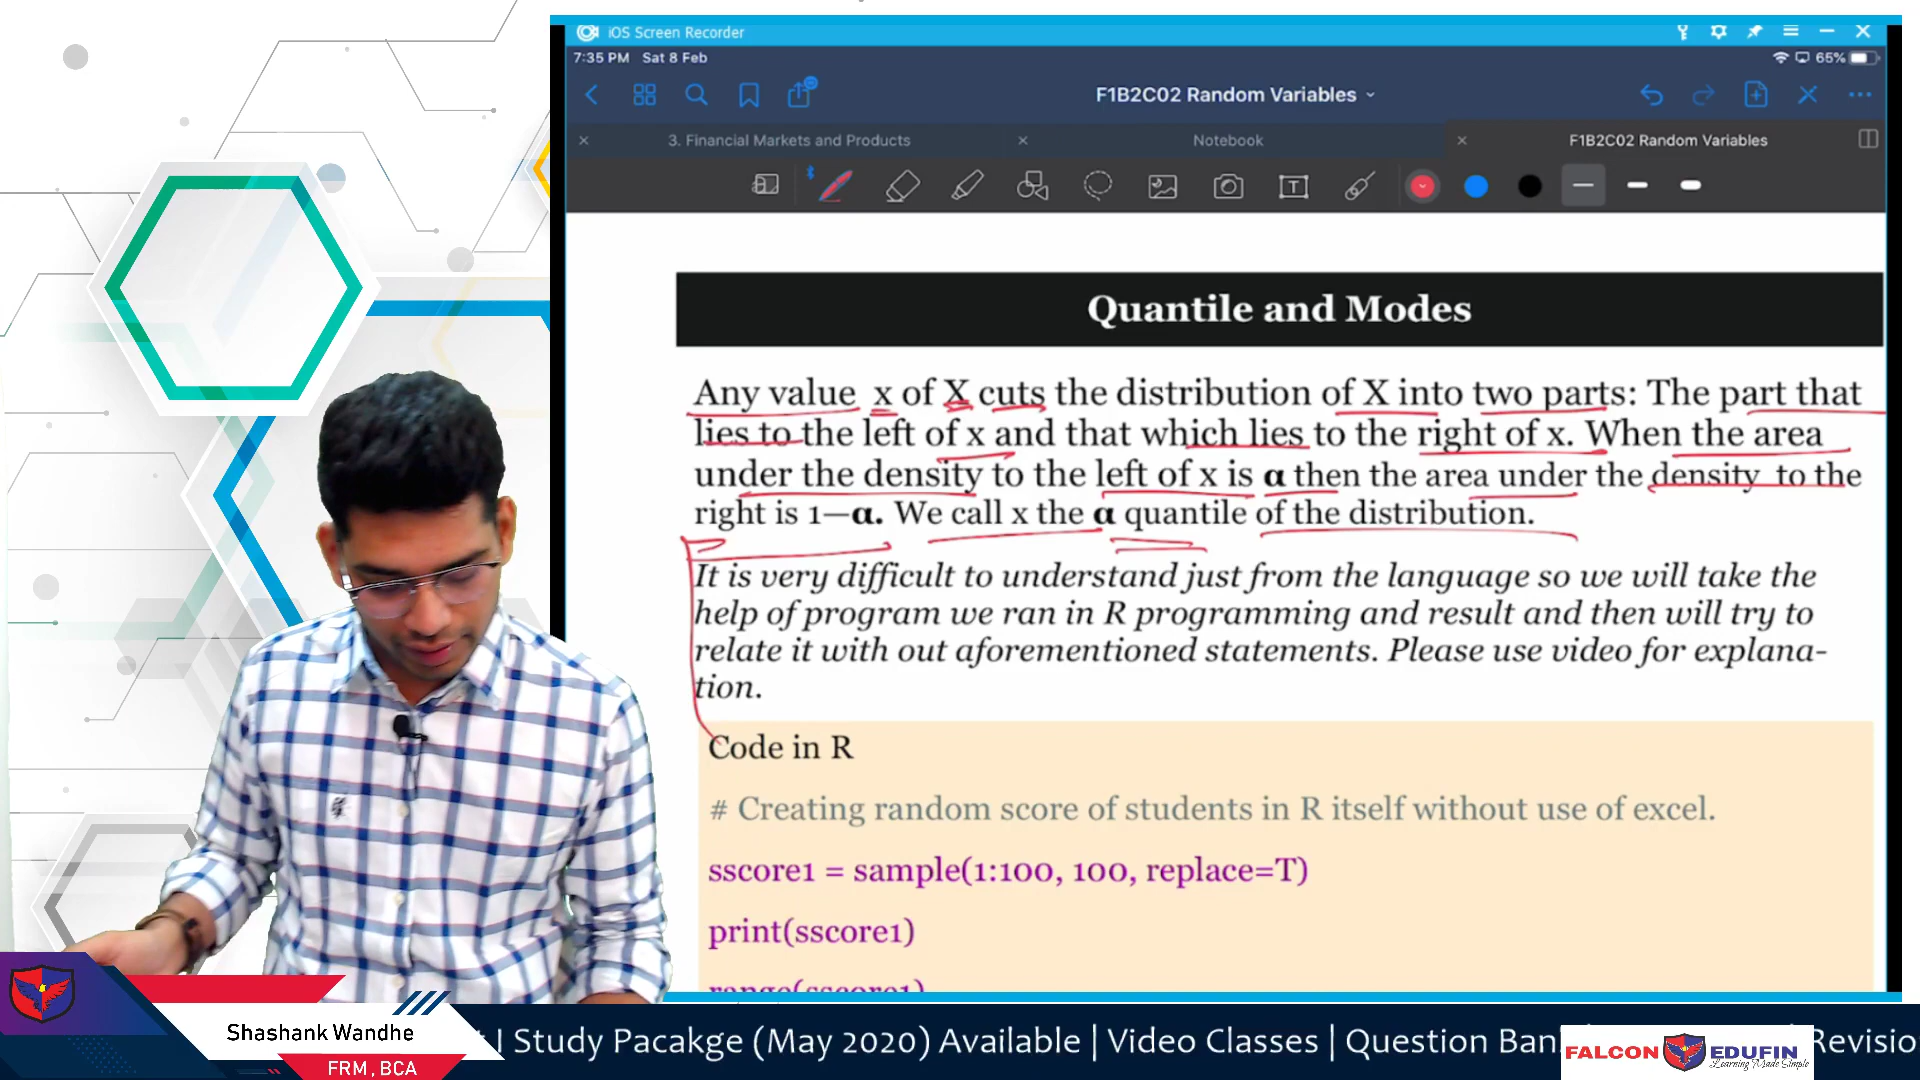 iOS Screen Recorder
7:35 PM Sat 8 Feb
65%
F1B2C02 Random Variables
3. Financial Markets and Products
Notebook
F1B2C02 Random Variables
T
Quantile and Modes
Any value x of X cuts the distribution of X into two parts: The part that
lies to the left of x and that which lies to the right of x. When the area
under the density to the left of x is α then the area under the density to the
right is 1—α. We call x the α quantile of the distribution.
It is very difficult to understand just from the language so we will take the
help of program we ran in R programming and result and then will try to
relate it with out aforementioned statements. Please use video for explana-
tion.
Code in R
# Creating random score of students in R itself without use of excel.
sscore1 = sample(1:100, 100, replace=T)
print(sscore1)
range(sscore1)
Shashank Wandhe
FRM, BCA
I Study Pacakge (May 2020) Available | Video Classes | Question Ban
FALCON EDUFIN
Learning Made Simple